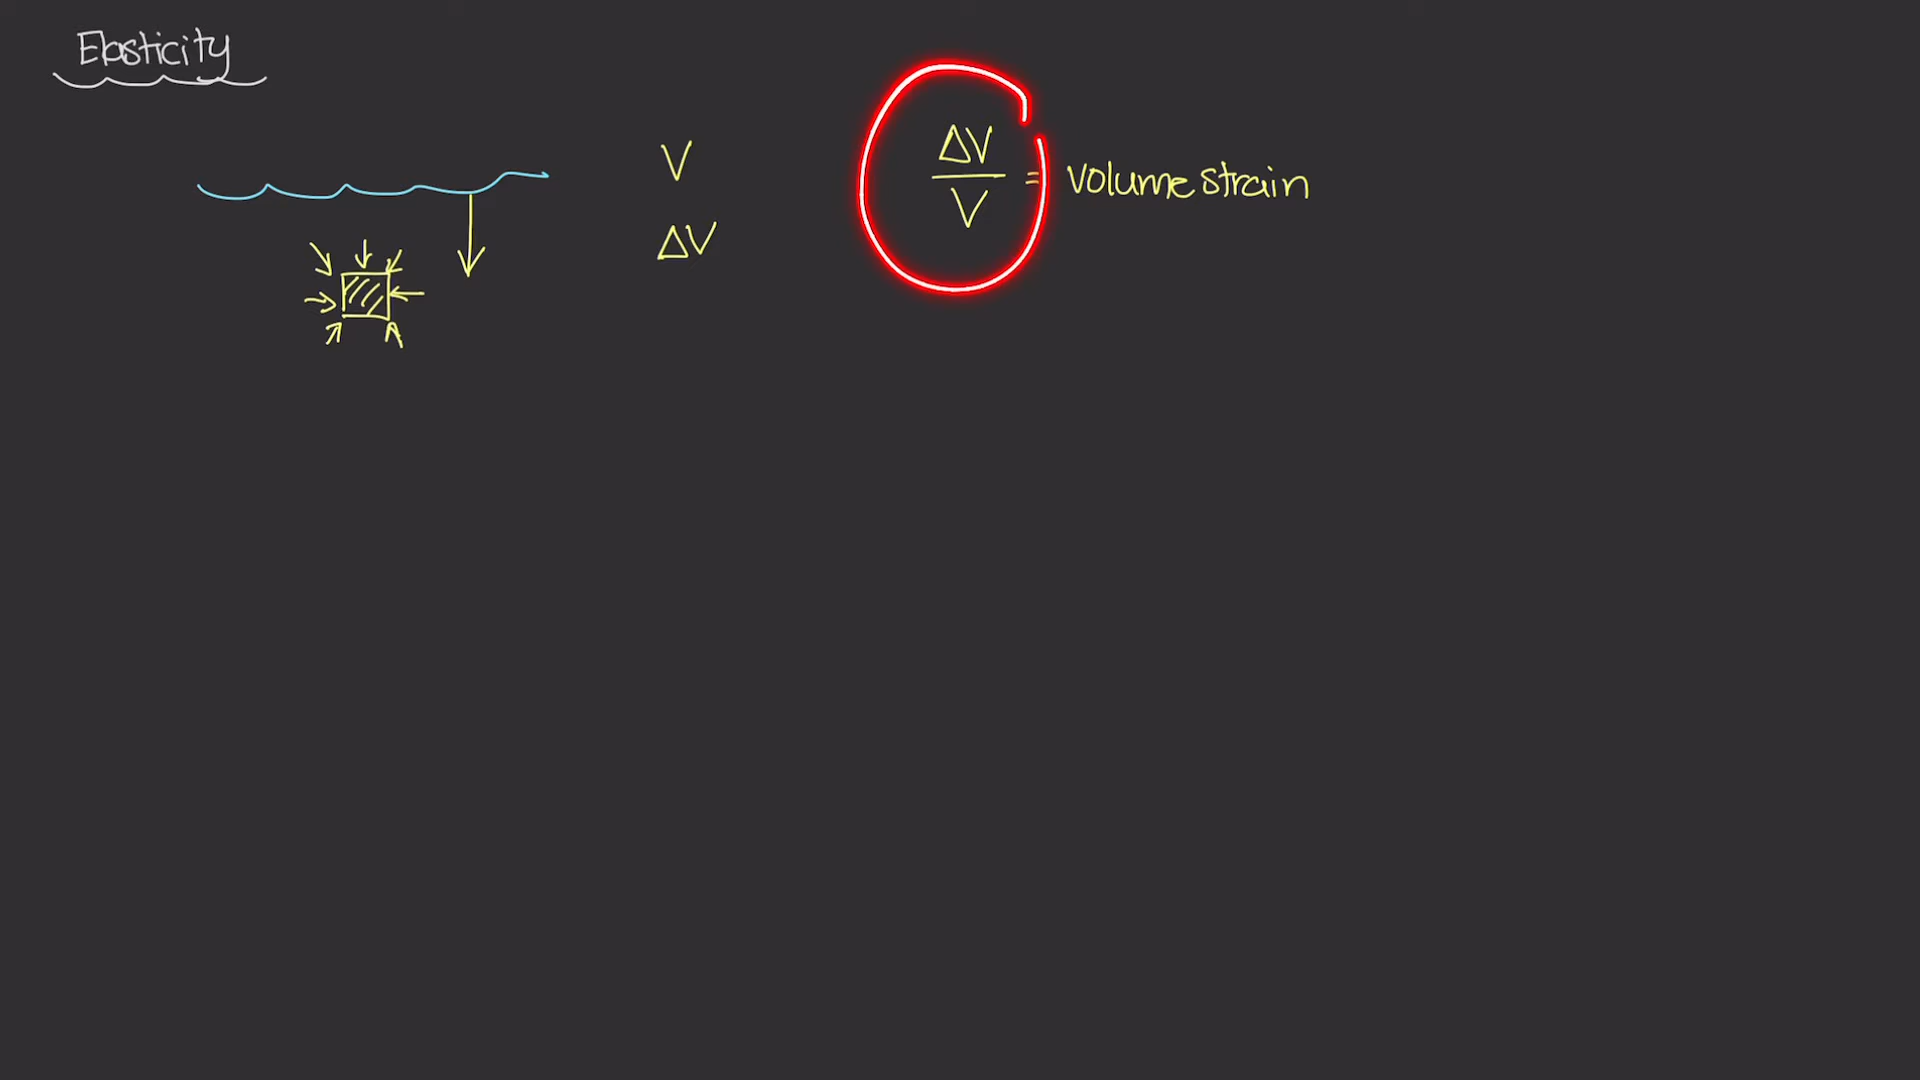 Elasticity
V
ΔV
ΔV
V
= volume strain